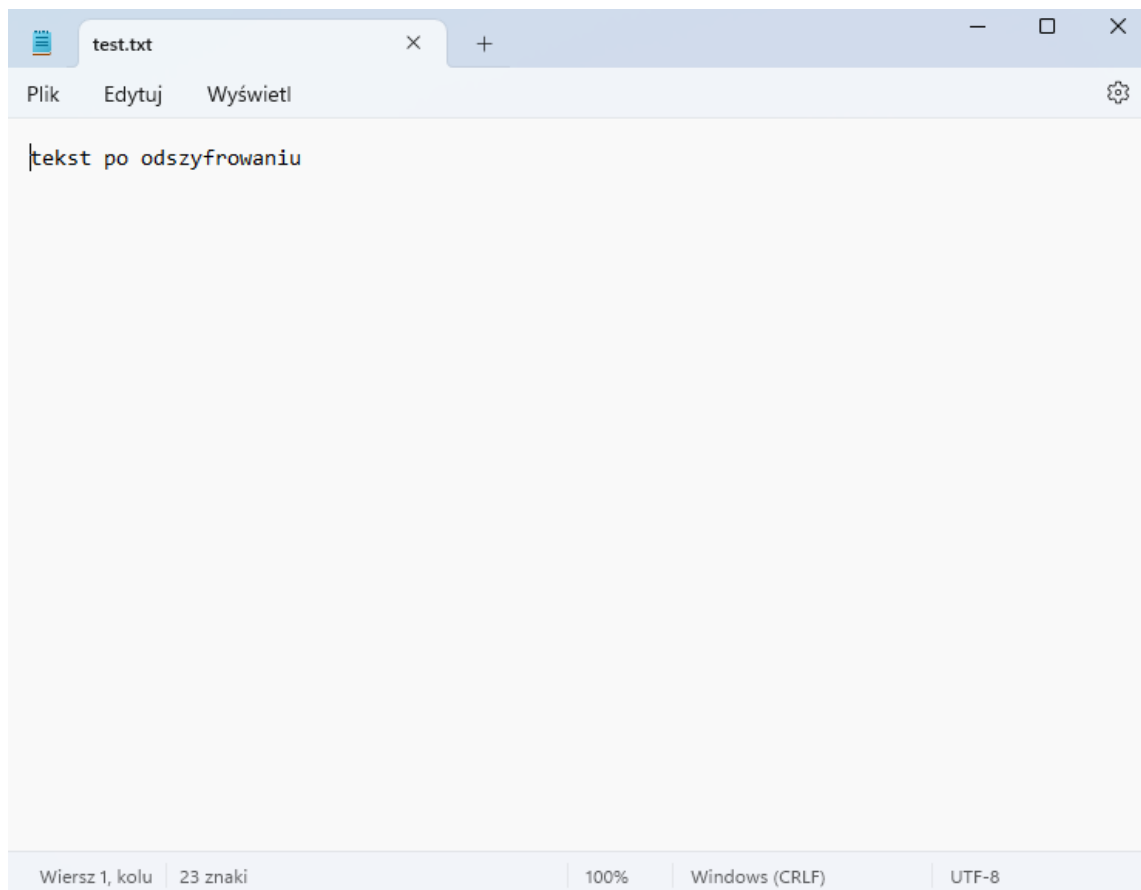 test.txt
Plik Edytuj Wyświetl
tekst po odszyfrowaniu
Wiersz 1, kolu 23 znaki 100% Windows (CRLF) UTF-8